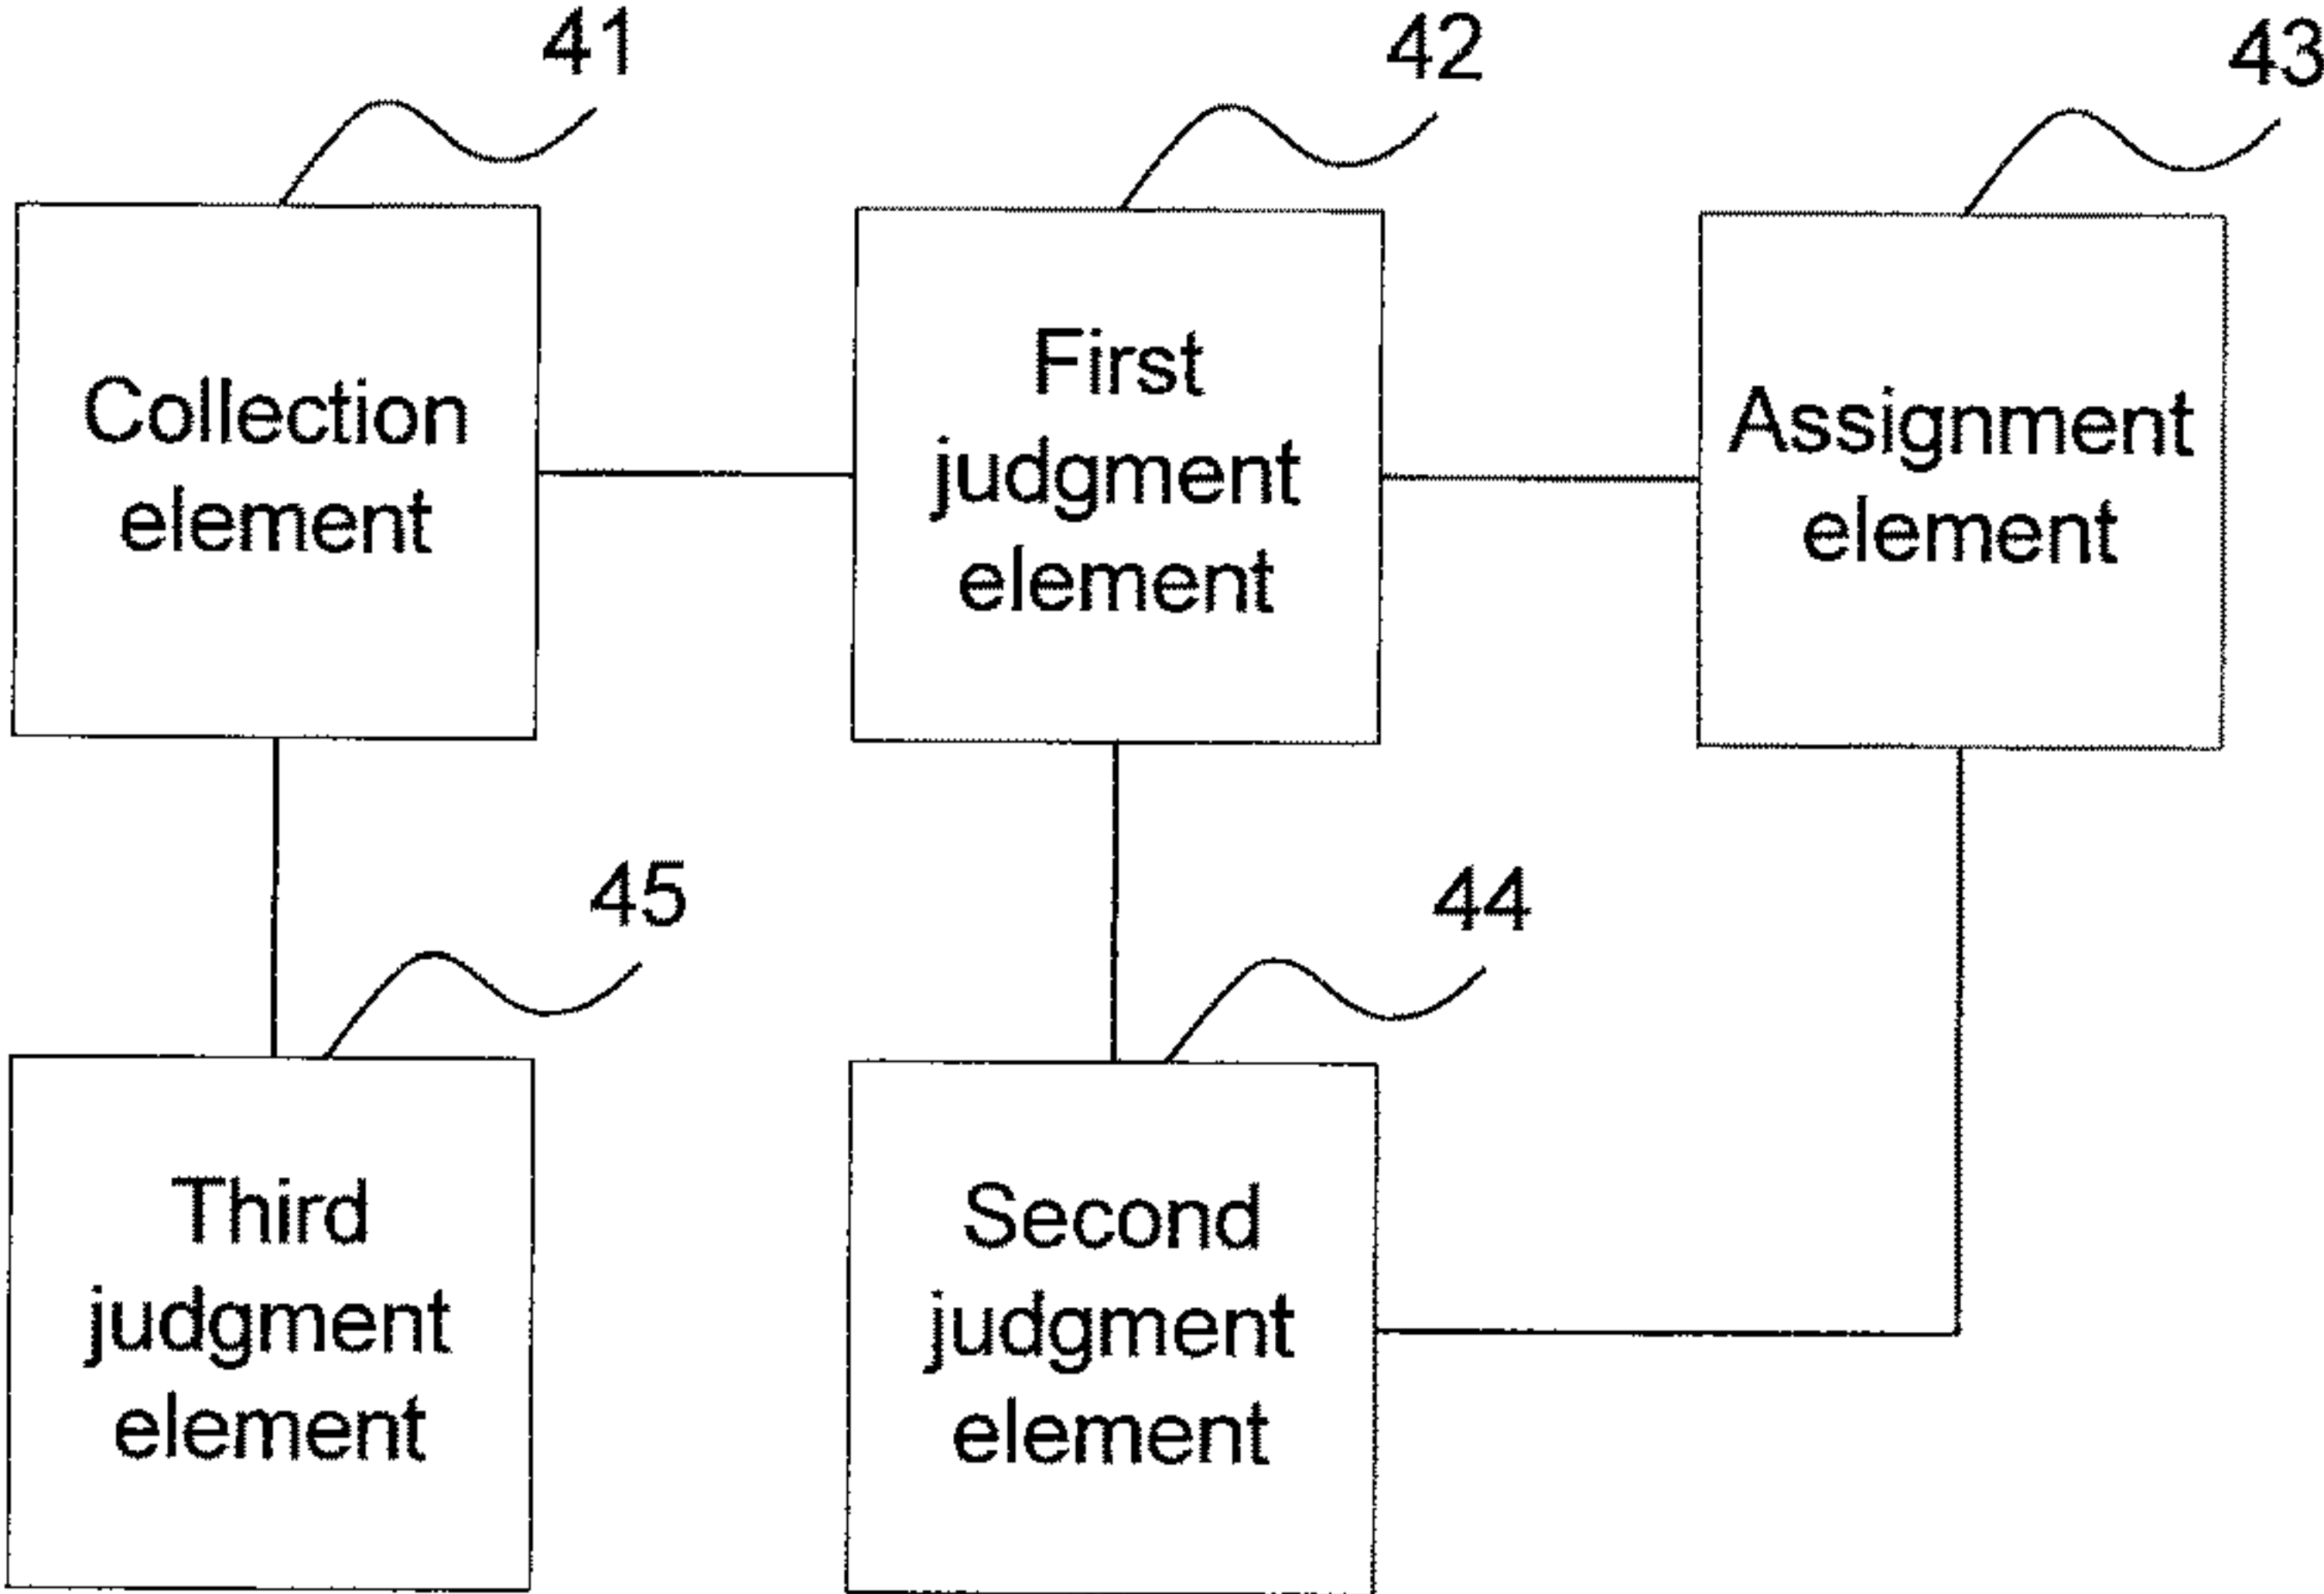 41
42
43
Collection
element
First
judgment
element
Assignment
element
45
44
Third
judgment
element
Second
judgment
element